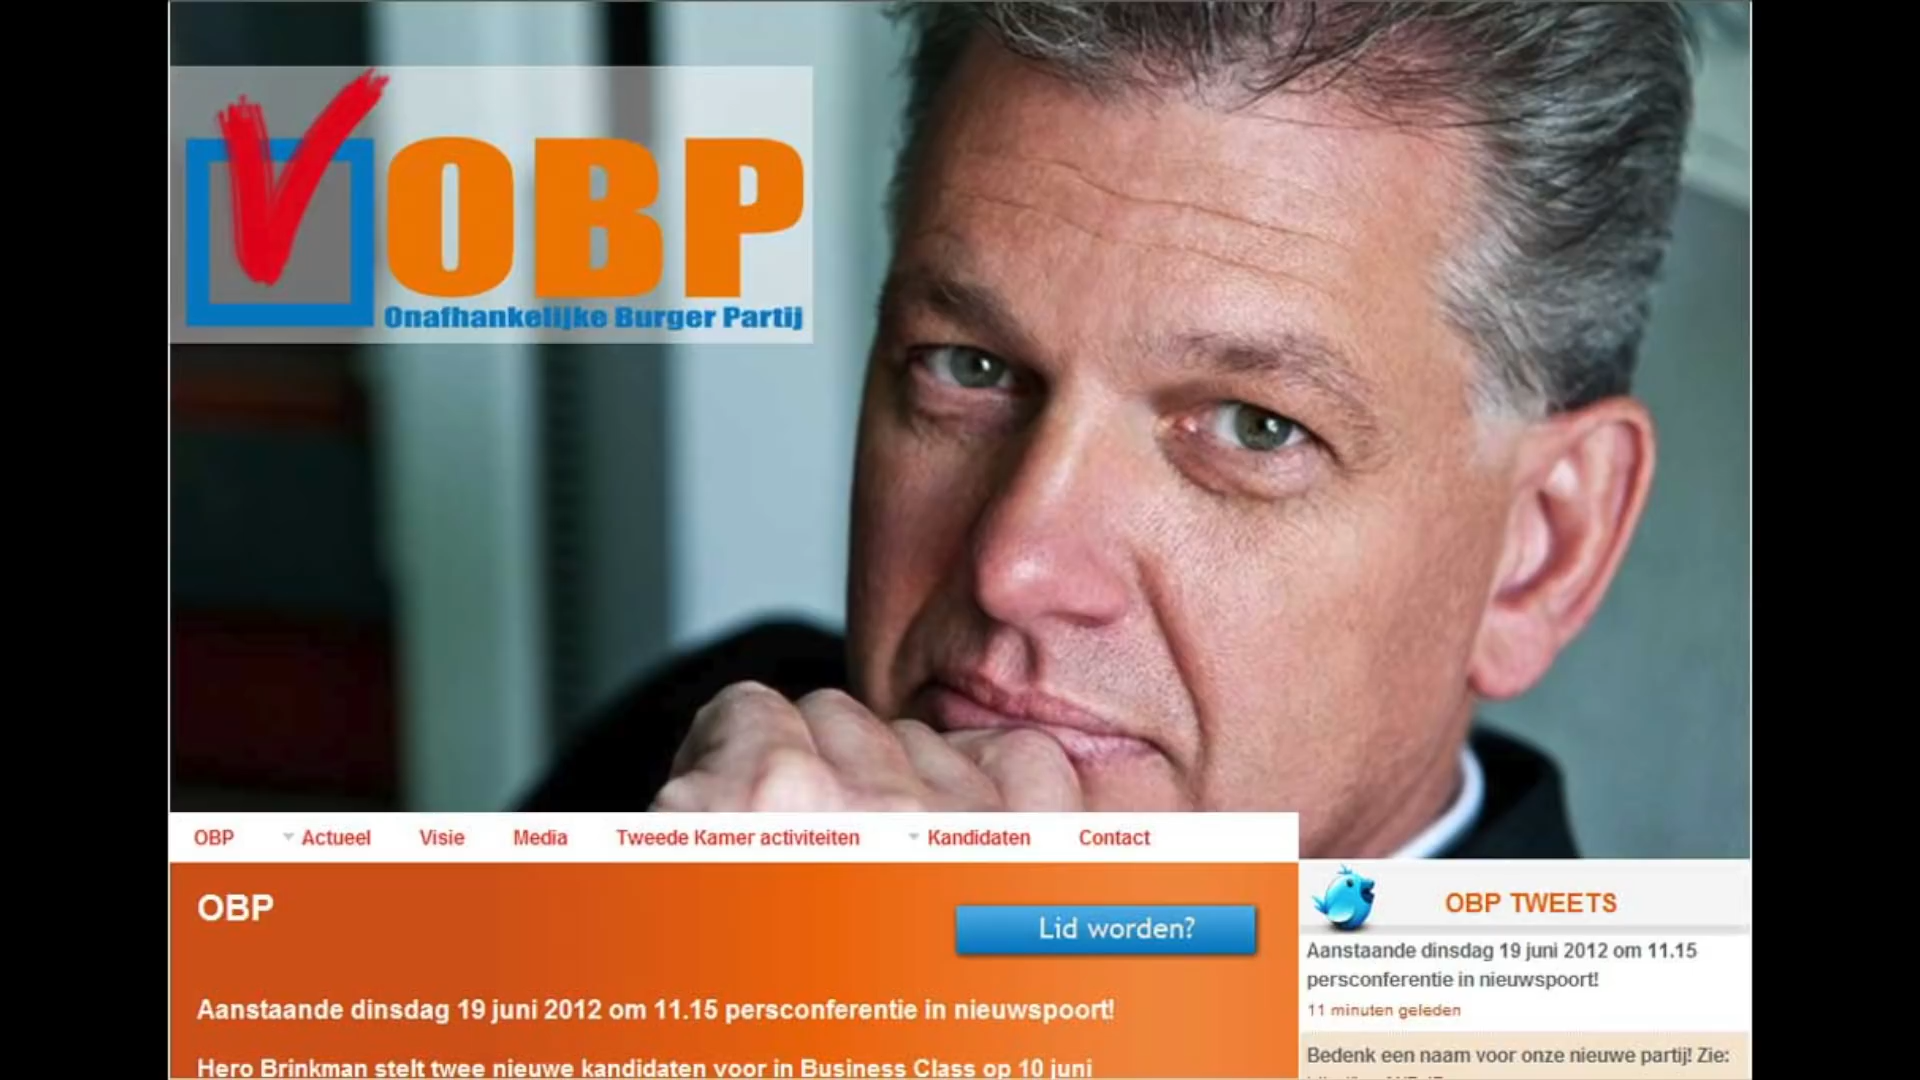 OBP
Onafhankelijke Burger Partij
OBP Actueel Visie Media Tweede Kamer activiteiten Kandidaten Contact
OBP
Lid worden?
Aanstaande dinsdag 19 juni 2012 om 11.15 persconferentie in nieuwspoort!
Hero Brinkman stelt twee nieuwe kandidaten voor in Business Class op 10 juni
OBP TWEETS
Aanstaande dinsdag 19 juni 2012 om 11.15
persconferentie in nieuwspoort!
11 minuten geleden
Bedenk een naam voor onze nieuwe partij! Zie: